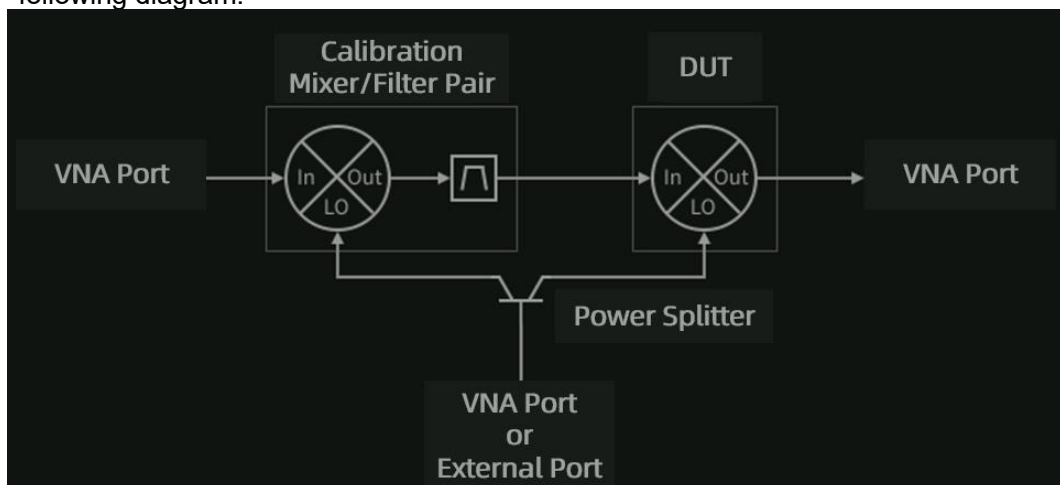 following diagram:
Calibration
Mixer/Filter Pair
DUT
VNA Port
In
Out
LO
In
Out
LO
VNA Port
Power Splitter
VNA Port
or
External Port